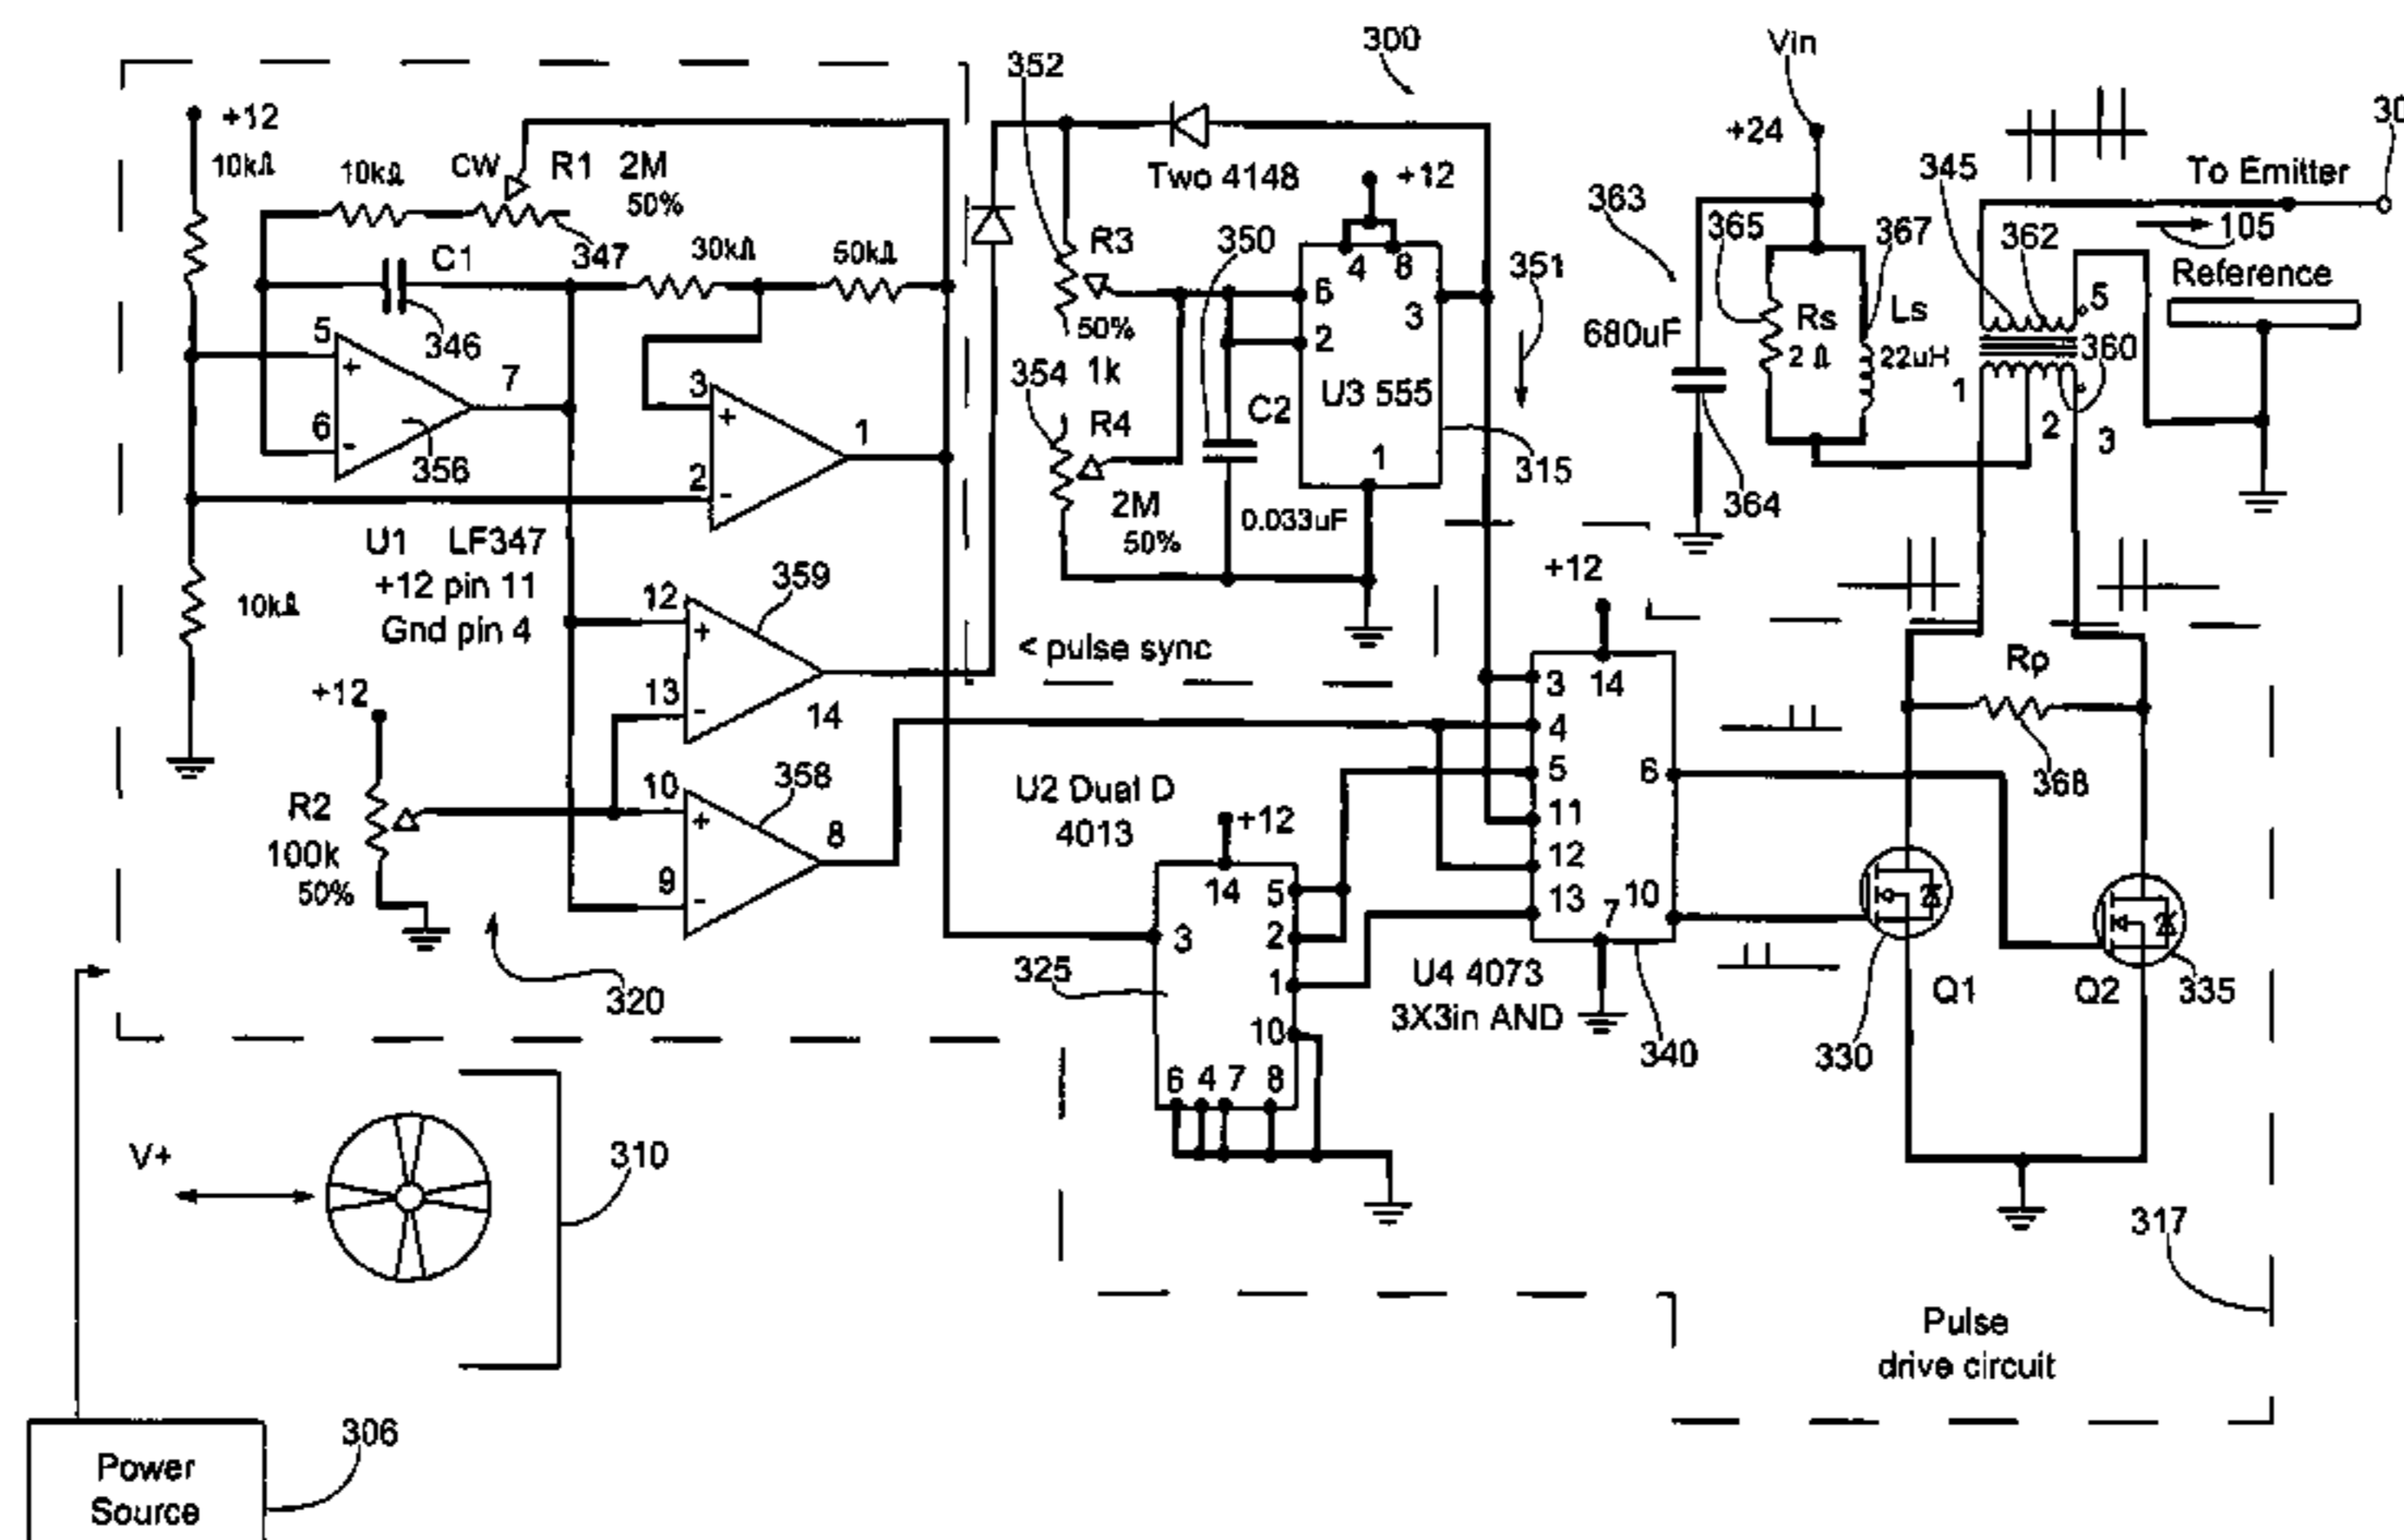 300
Vin
352
+12
+24
30
10kΩ
10kΩ
CW
R1
2M
50%
Two 4148
+12
345
To Emitter
363
365
367
362
105
347
30kΩ
50kΩ
C1
R3
350
4
8
351
Reference
5
346
50%
1k
6
3
2
680uF
Rs
2 Ω
Ls
22uH
360
5
+
7
354
U3 555
1
2
3
6
-
356
3
+
1
R4
C2
1
315
364
2
-
2M
50%
0.033uF
U1 LF347
+12 pin 11
Gnd pin 4
10kΩ
359
12
+
13
-
14
< pulse sync
+12
3
14
Rp
368
+12
4
5
6
R2
100k
50%
10
+
358
8
9
-
U2 Dual D
4013
+12
11
12
13
7
10
14
5
3
2
1
10
325
320
U4 4073
3X3in AND
340
330
Q1
Q2
335
6
4
7
8
V+
310
317
Pulse
drive circuit
306
Power
Source